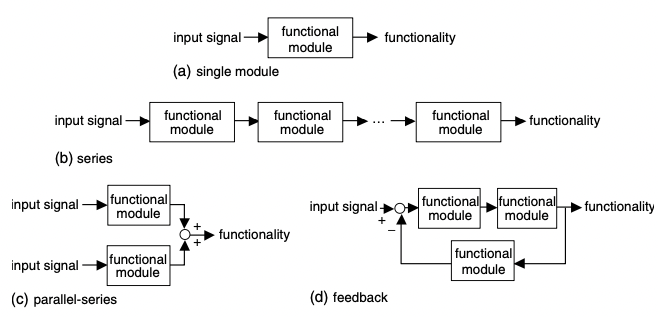 input signal functional module functionality
(a) single module
input signal functional module functional module ... functional module functionality
(b) series
input signal functional module
+
+
functionality
input signal functional module
(c) parallel-series
input signal + − functional module functional module functionality
functional module
(d) feedback